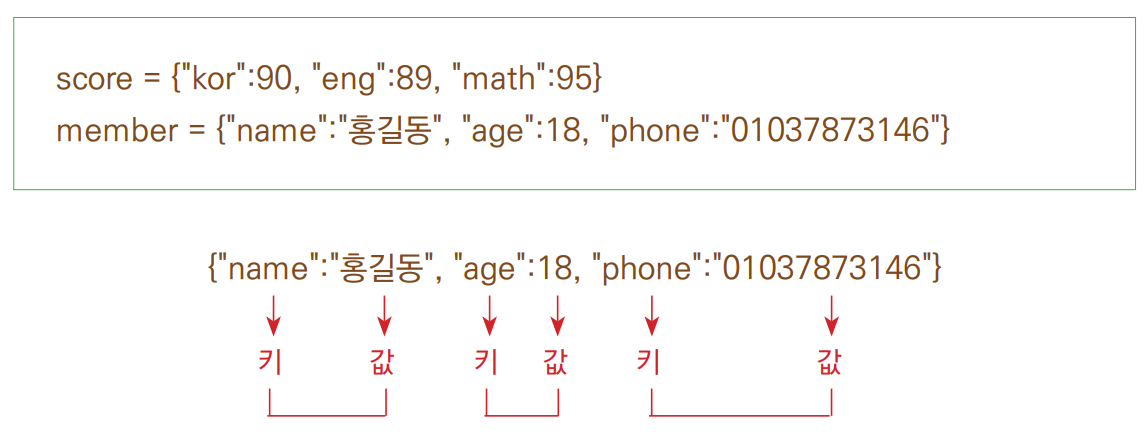 score = {"kor":90, "eng":89, "math":95}
member = {"name":"홍길동", "age":18, "phone":"01037873146"}
{"name":"홍길동", "age":18, "phone":"01037873146"}
키 값 키 값 키 값